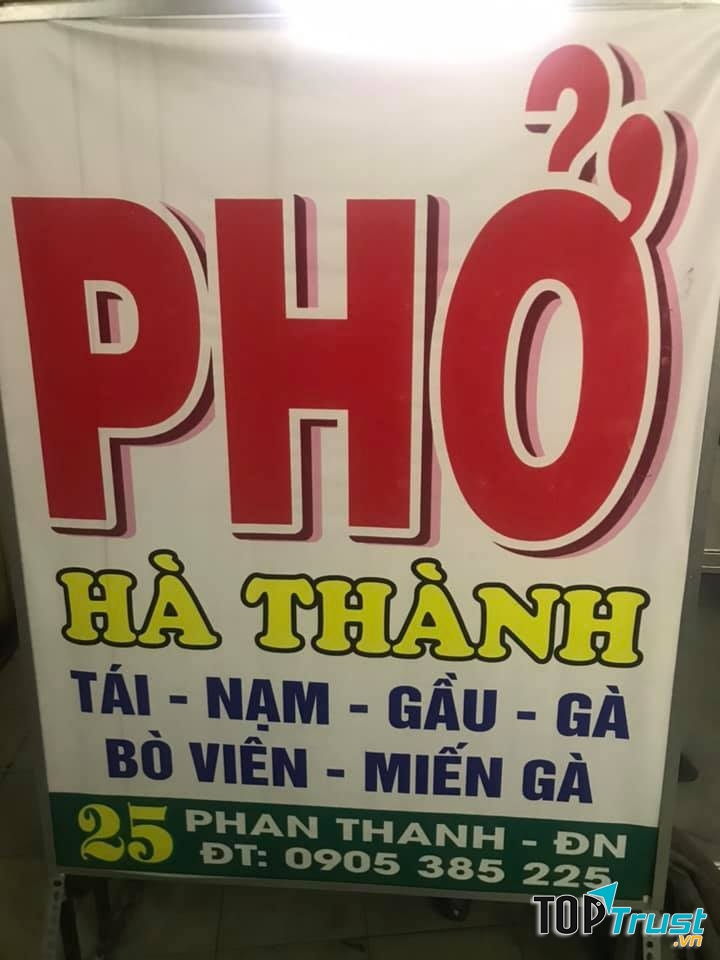 PHỞ
HÀ THÀNH
TÁI - NẠM - GẦU - GÀ
BÒ VIÊN - MIẾN GÀ
25 PHAN THANH - ĐN
ĐT: 0905 385 225
TOPTrust.vn